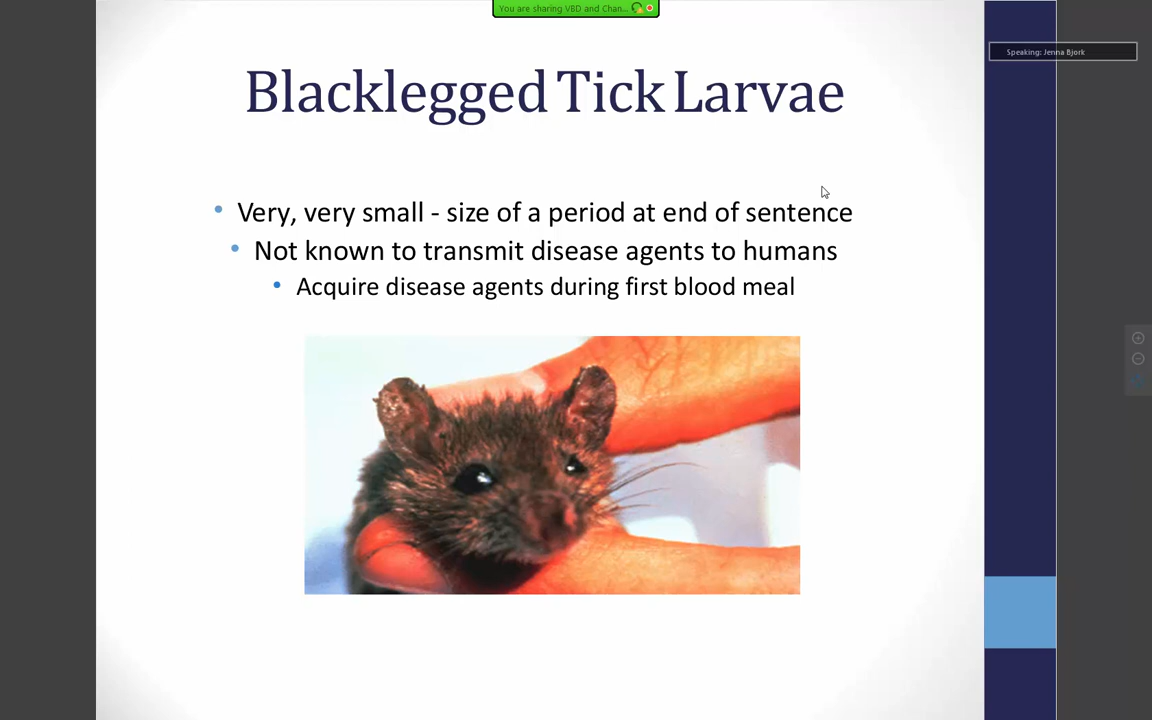 You are sharing VBD and Chan...
Speaking: Jenna Bjork
Blacklegged Tick Larvae
• Very, very small - size of a period at end of sentence
• Not known to transmit disease agents to humans
• Acquire disease agents during first blood meal